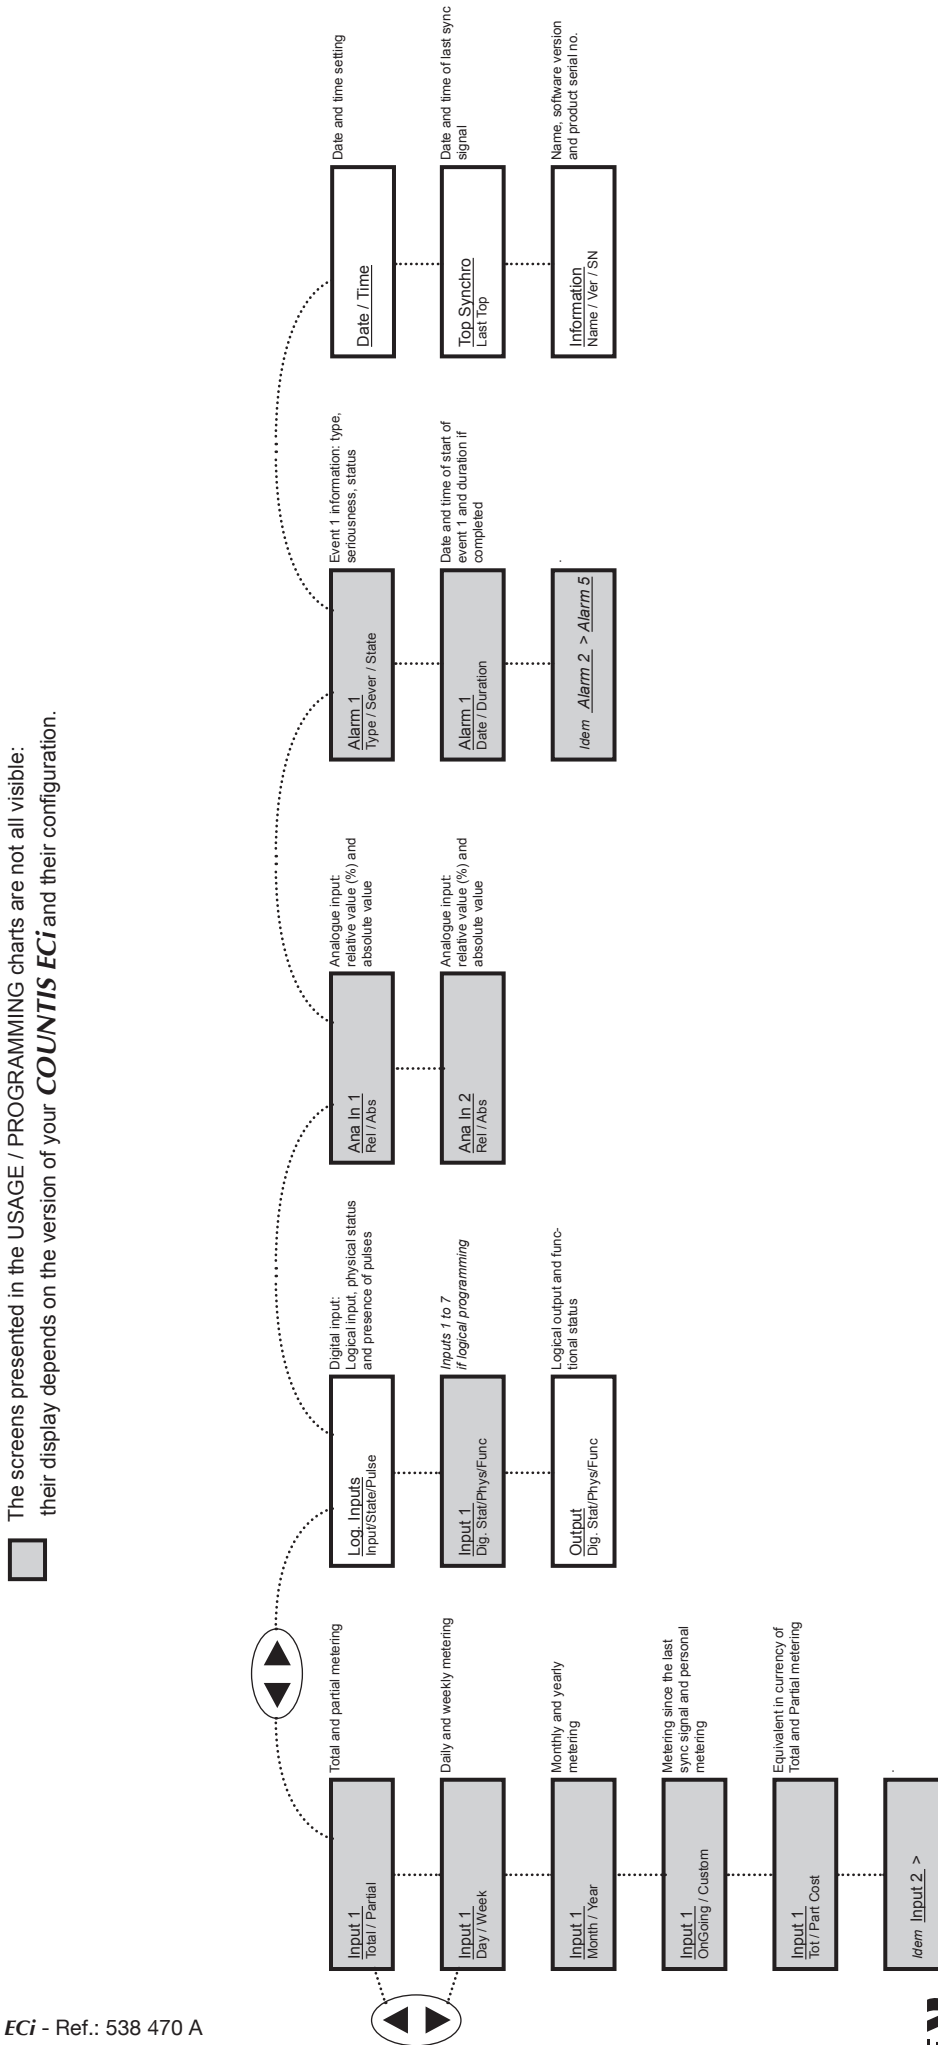 The screens presented in the USAGE / PROGRAMMING charts are not all visible:
their display depends on the version of your COUNTIS ECi and their configuration.
Input 1
Total / Partial
Total and partial metering
Input 1
Day / Week
Daily and weekly metering
Input 1
Month / Year
Monthly and yearly
metering
Input 1
OnGoing / Custom
Metering since the last
sync signal and personal
metering
Input 1
Tot / Part Cost
Equivalent in currency of
Total and Partial metering
Idem Input 2 >
.
Log. Inputs
Input/State/Pulse
Digital input:
Logical input, physical status
and presence of pulses
Input 1
Dig. Stat/Phys/Func
Inputs 1 to 7
if logical programming
Output
Dig. Stat/Phys/Func
Logical output and func-
tional status
Ana In 1
Rel / Abs
Analogue input:
relative value (%) and
absolute value
Ana In 2
Rel / Abs
Analogue input:
relative value (%) and
absolute value
Alarm 1
Type / Sever / State
Event 1 information: type,
seriousness, status
Alarm 1
Date / Duration
Date and time of start of
event 1 and duration if
completed
Idem Alarm 2 > Alarm 5
.
Date / Time
Date and time setting
Top Synchro
Last Top
Date and time of last sync
signal
Information
Name / Ver / SN
Name, software version
and product serial no.
ECi - Ref.: 538 470 A